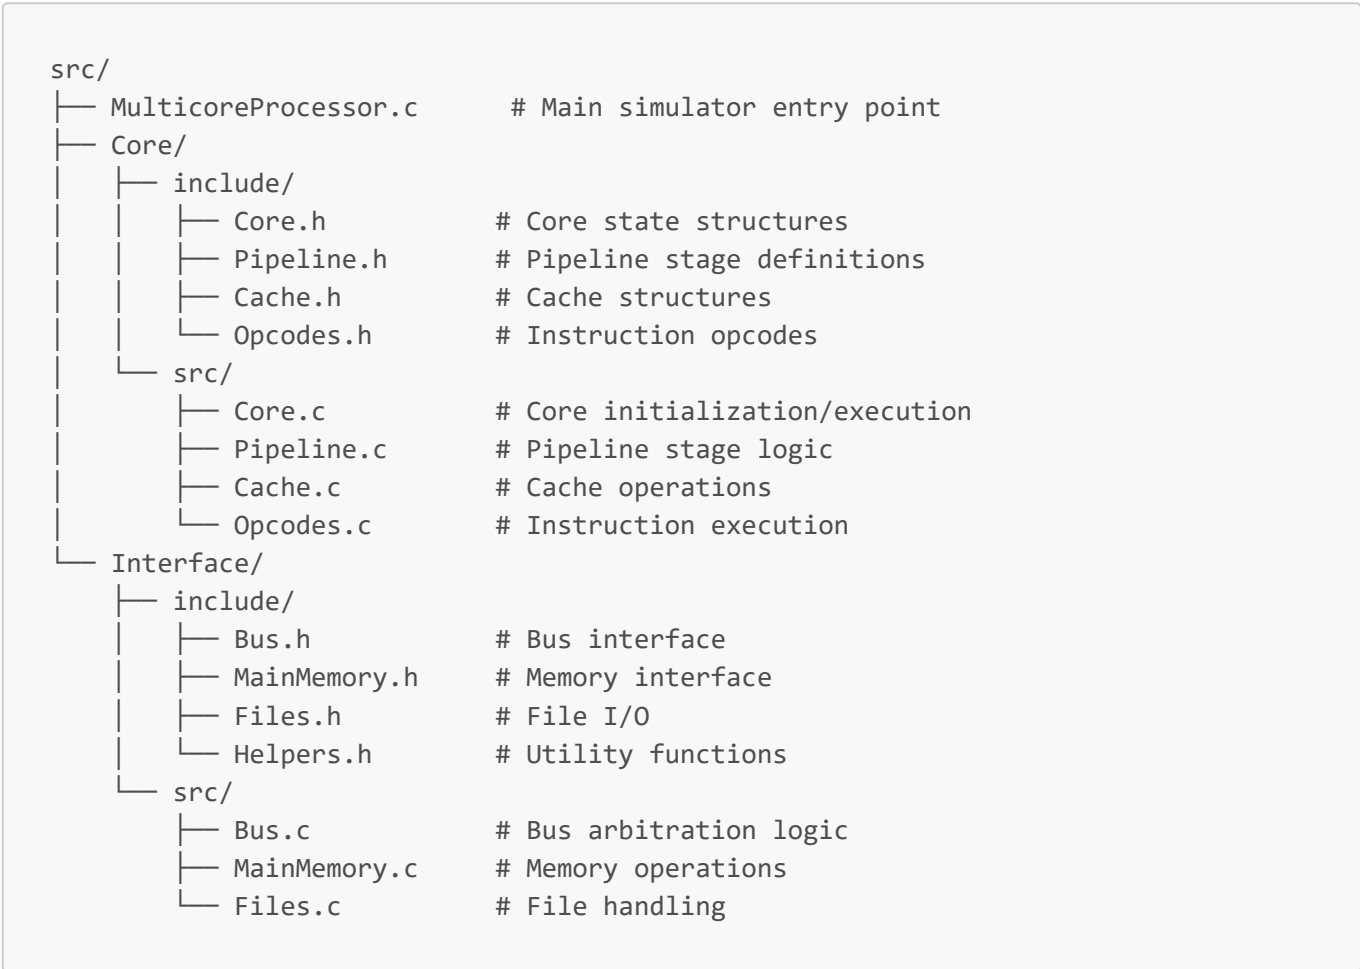 src/
├── MulticoreProcessor.c      # Main simulator entry point
├── Core/
│   ├── include/
│   │   ├── Core.h           # Core state structures
│   │   ├── Pipeline.h       # Pipeline stage definitions
│   │   ├── Cache.h          # Cache structures
│   │   └── Opcodes.h        # Instruction opcodes
│   └── src/
│       ├── Core.c           # Core initialization/execution
│       ├── Pipeline.c       # Pipeline stage logic
│       ├── Cache.c          # Cache operations
│       └── Opcodes.c        # Instruction execution
└── Interface/
    ├── include/
    │   ├── Bus.h            # Bus interface
    │   ├── MainMemory.h     # Memory interface
    │   ├── Files.h          # File I/O
    │   └── Helpers.h        # Utility functions
    └── src/
        ├── Bus.c            # Bus arbitration logic
        ├── MainMemory.c     # Memory operations
        └── Files.c          # File handling